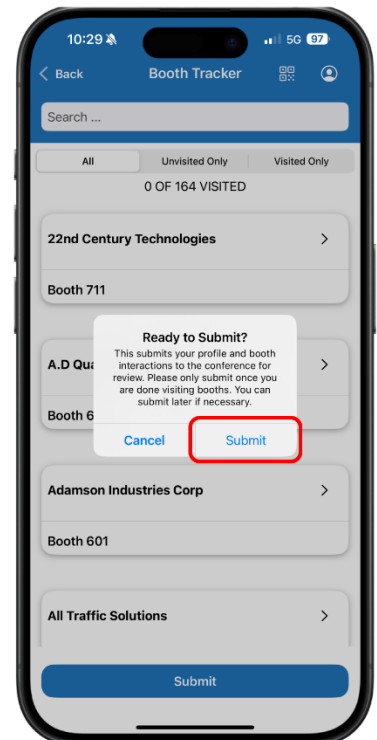 10:29
5G 97
Back Booth Tracker
Search ...
All Unvisited Only Visited Only
0 OF 164 VISITED
22nd Century Technologies
Booth 711
Ready to Submit?
This submits your profile and booth
interactions to the conference for
review. Please only submit once you
are done visiting booths. You can
submit later if necessary.
Cancel Submit
A.D Qua
Booth 6
Adamson Industries Corp
Booth 601
All Traffic Solutions
Submit